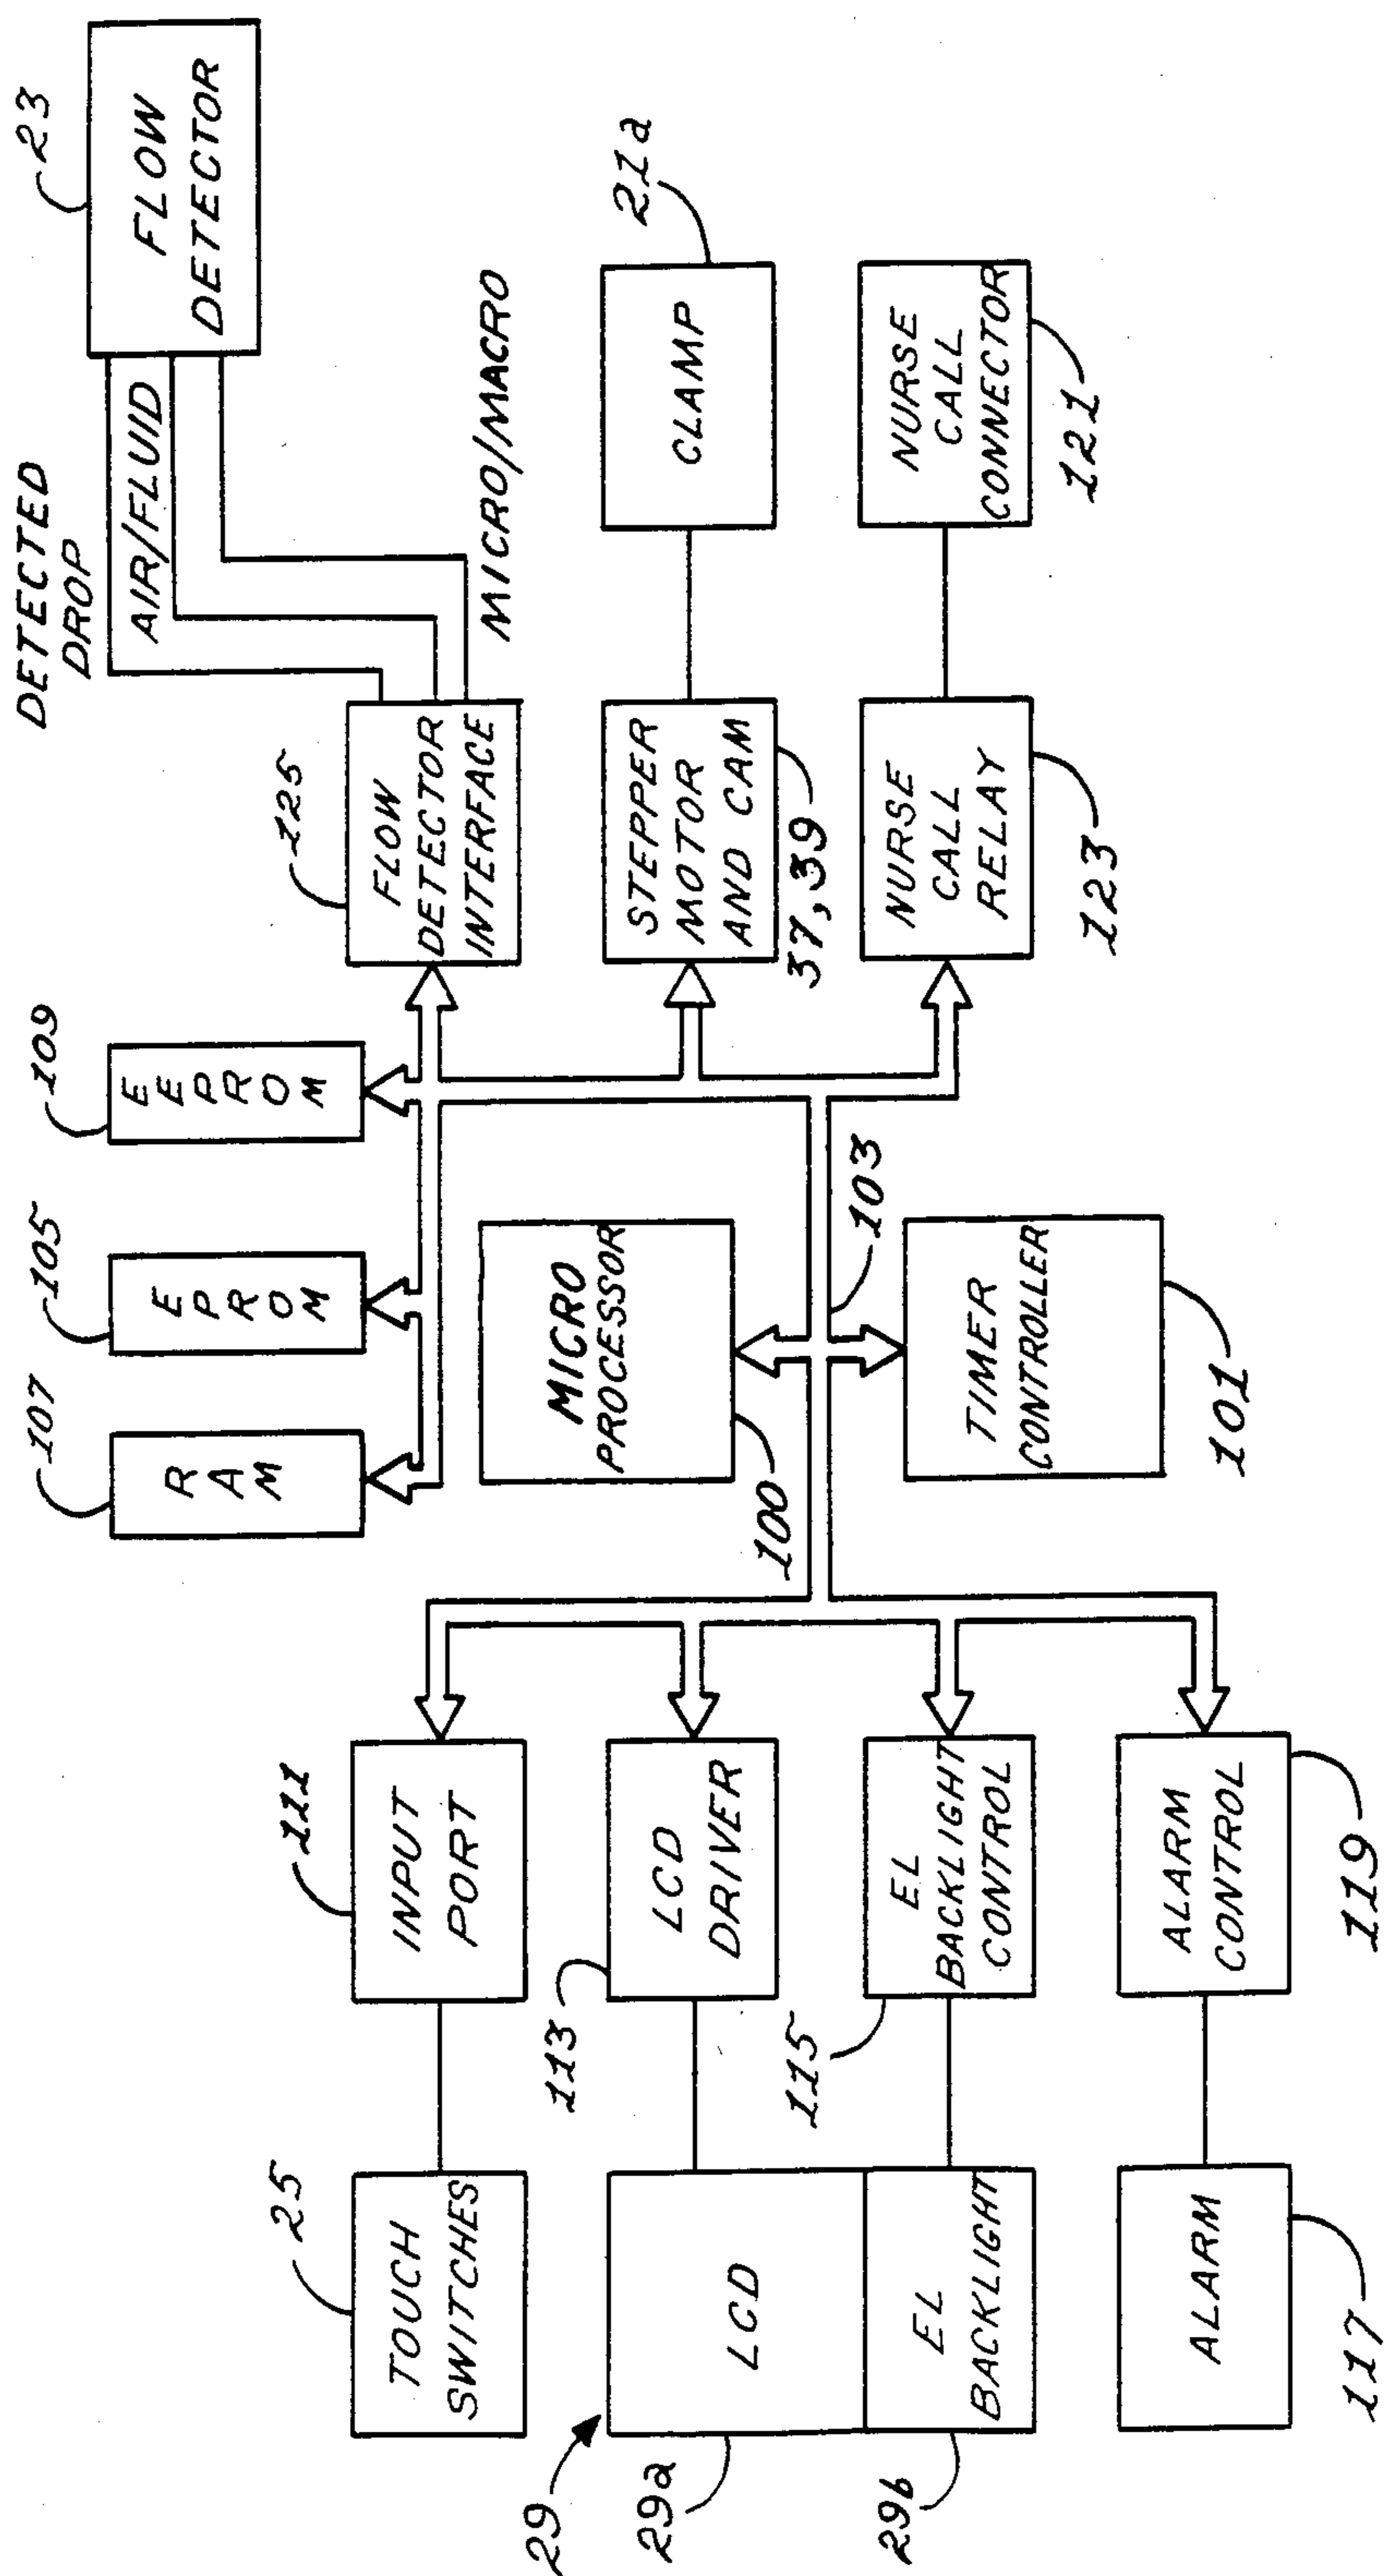 DETECTED
DROP
AIR/FLUID
MICRO/MACRO
23
FLOW
DETECTOR
107
R
A
M
105
E
P
R
O
M
109
E
E
P
R
O
M
125
FLOW
DETECTOR
INTERFACE
25
TOUCH
SWITCHES
111
INPUT
PORT
MICRO
PROCESSOR
100
STEPPER
MOTOR
AND CAM
37,39
CLAMP
21a
29
LCD
29a
113
LCD
DRIVER
103
EL
BACKLIGHT
29b
115
EL
BACKLIGHT
CONTROL
TIMER
CONTROLLER
101
NURSE
CALL
RELAY
123
NURSE
CALL
CONNECTOR
121
ALARM
117
ALARM
CONTROL
119